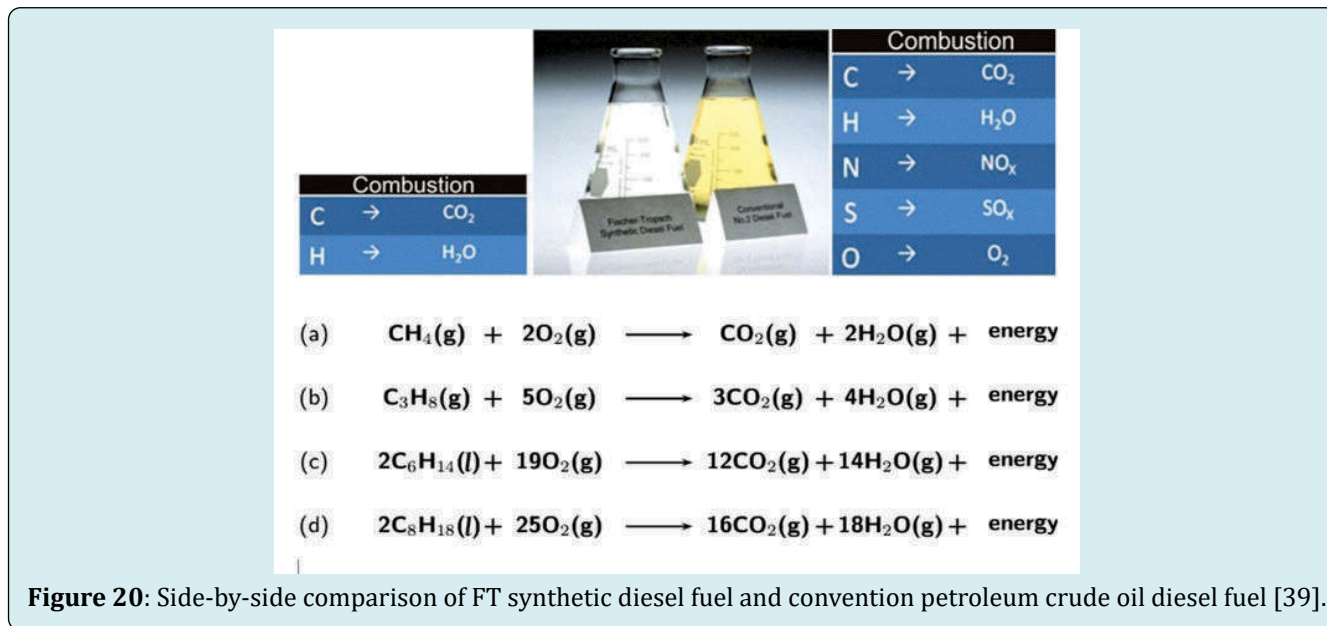 Combustion
C → CO₂
H → H₂O
Fischer-Tropsch
Synthetic Diesel Fuel
Conventional
No.2 Diesel Fuel
Combustion
C → CO₂
H → H₂O
N → NOₓ
S → SOₓ
O → O₂
(a) CH₄(g) + 2O₂(g) ⟶ CO₂(g) + 2H₂O(g) + energy
(b) C₃H₈(g) + 5O₂(g) ⟶ 3CO₂(g) + 4H₂O(g) + energy
(c) 2C₆H₁₄(l) + 19O₂(g) ⟶ 12CO₂(g) + 14H₂O(g) + energy
(d) 2C₈H₁₈(l) + 25O₂(g) ⟶ 16CO₂(g) + 18H₂O(g) + energy
Figure 20: Side-by-side comparison of FT synthetic diesel fuel and convention petroleum crude oil diesel fuel [39].